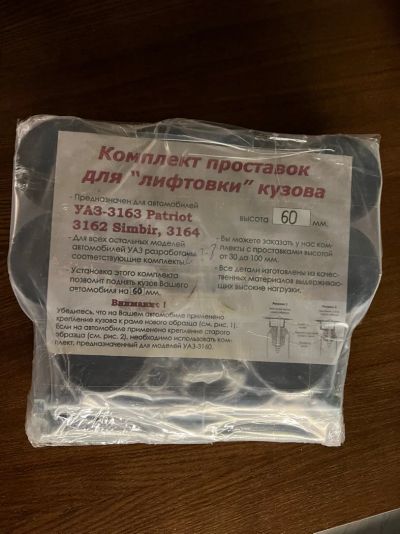 Комплект проставок
для "лифтовки" кузова
- Предназначен для автомобилей
УАЗ-3163 Patriot
3162 Simbir, 3164
- Для всех остальных моделей
автомобилей УАЗ разработаны
соответствующие комплекты.
- Установка этого комплекта
позволит поднять кузов Вашего
автомобиля на 60 мм.
высота 60 мм.
- Вы можете заказать у нас ком-
плекты с проставками высотой
от 30 до 100 мм.
- Все детали изготовлены из качес-
твенных материалов выдерживаю-
щих высокие нагрузки.
Внимание !
Убедитесь, что на Вашем автомобиле применено
крепление кузова к раме нового образца (см. рис. 1).
Если на автомобиле применено крепление старого
образца (см. рис. 2), необходимо использовать ком-
плект, предназначенный для моделей УАЗ-3160.